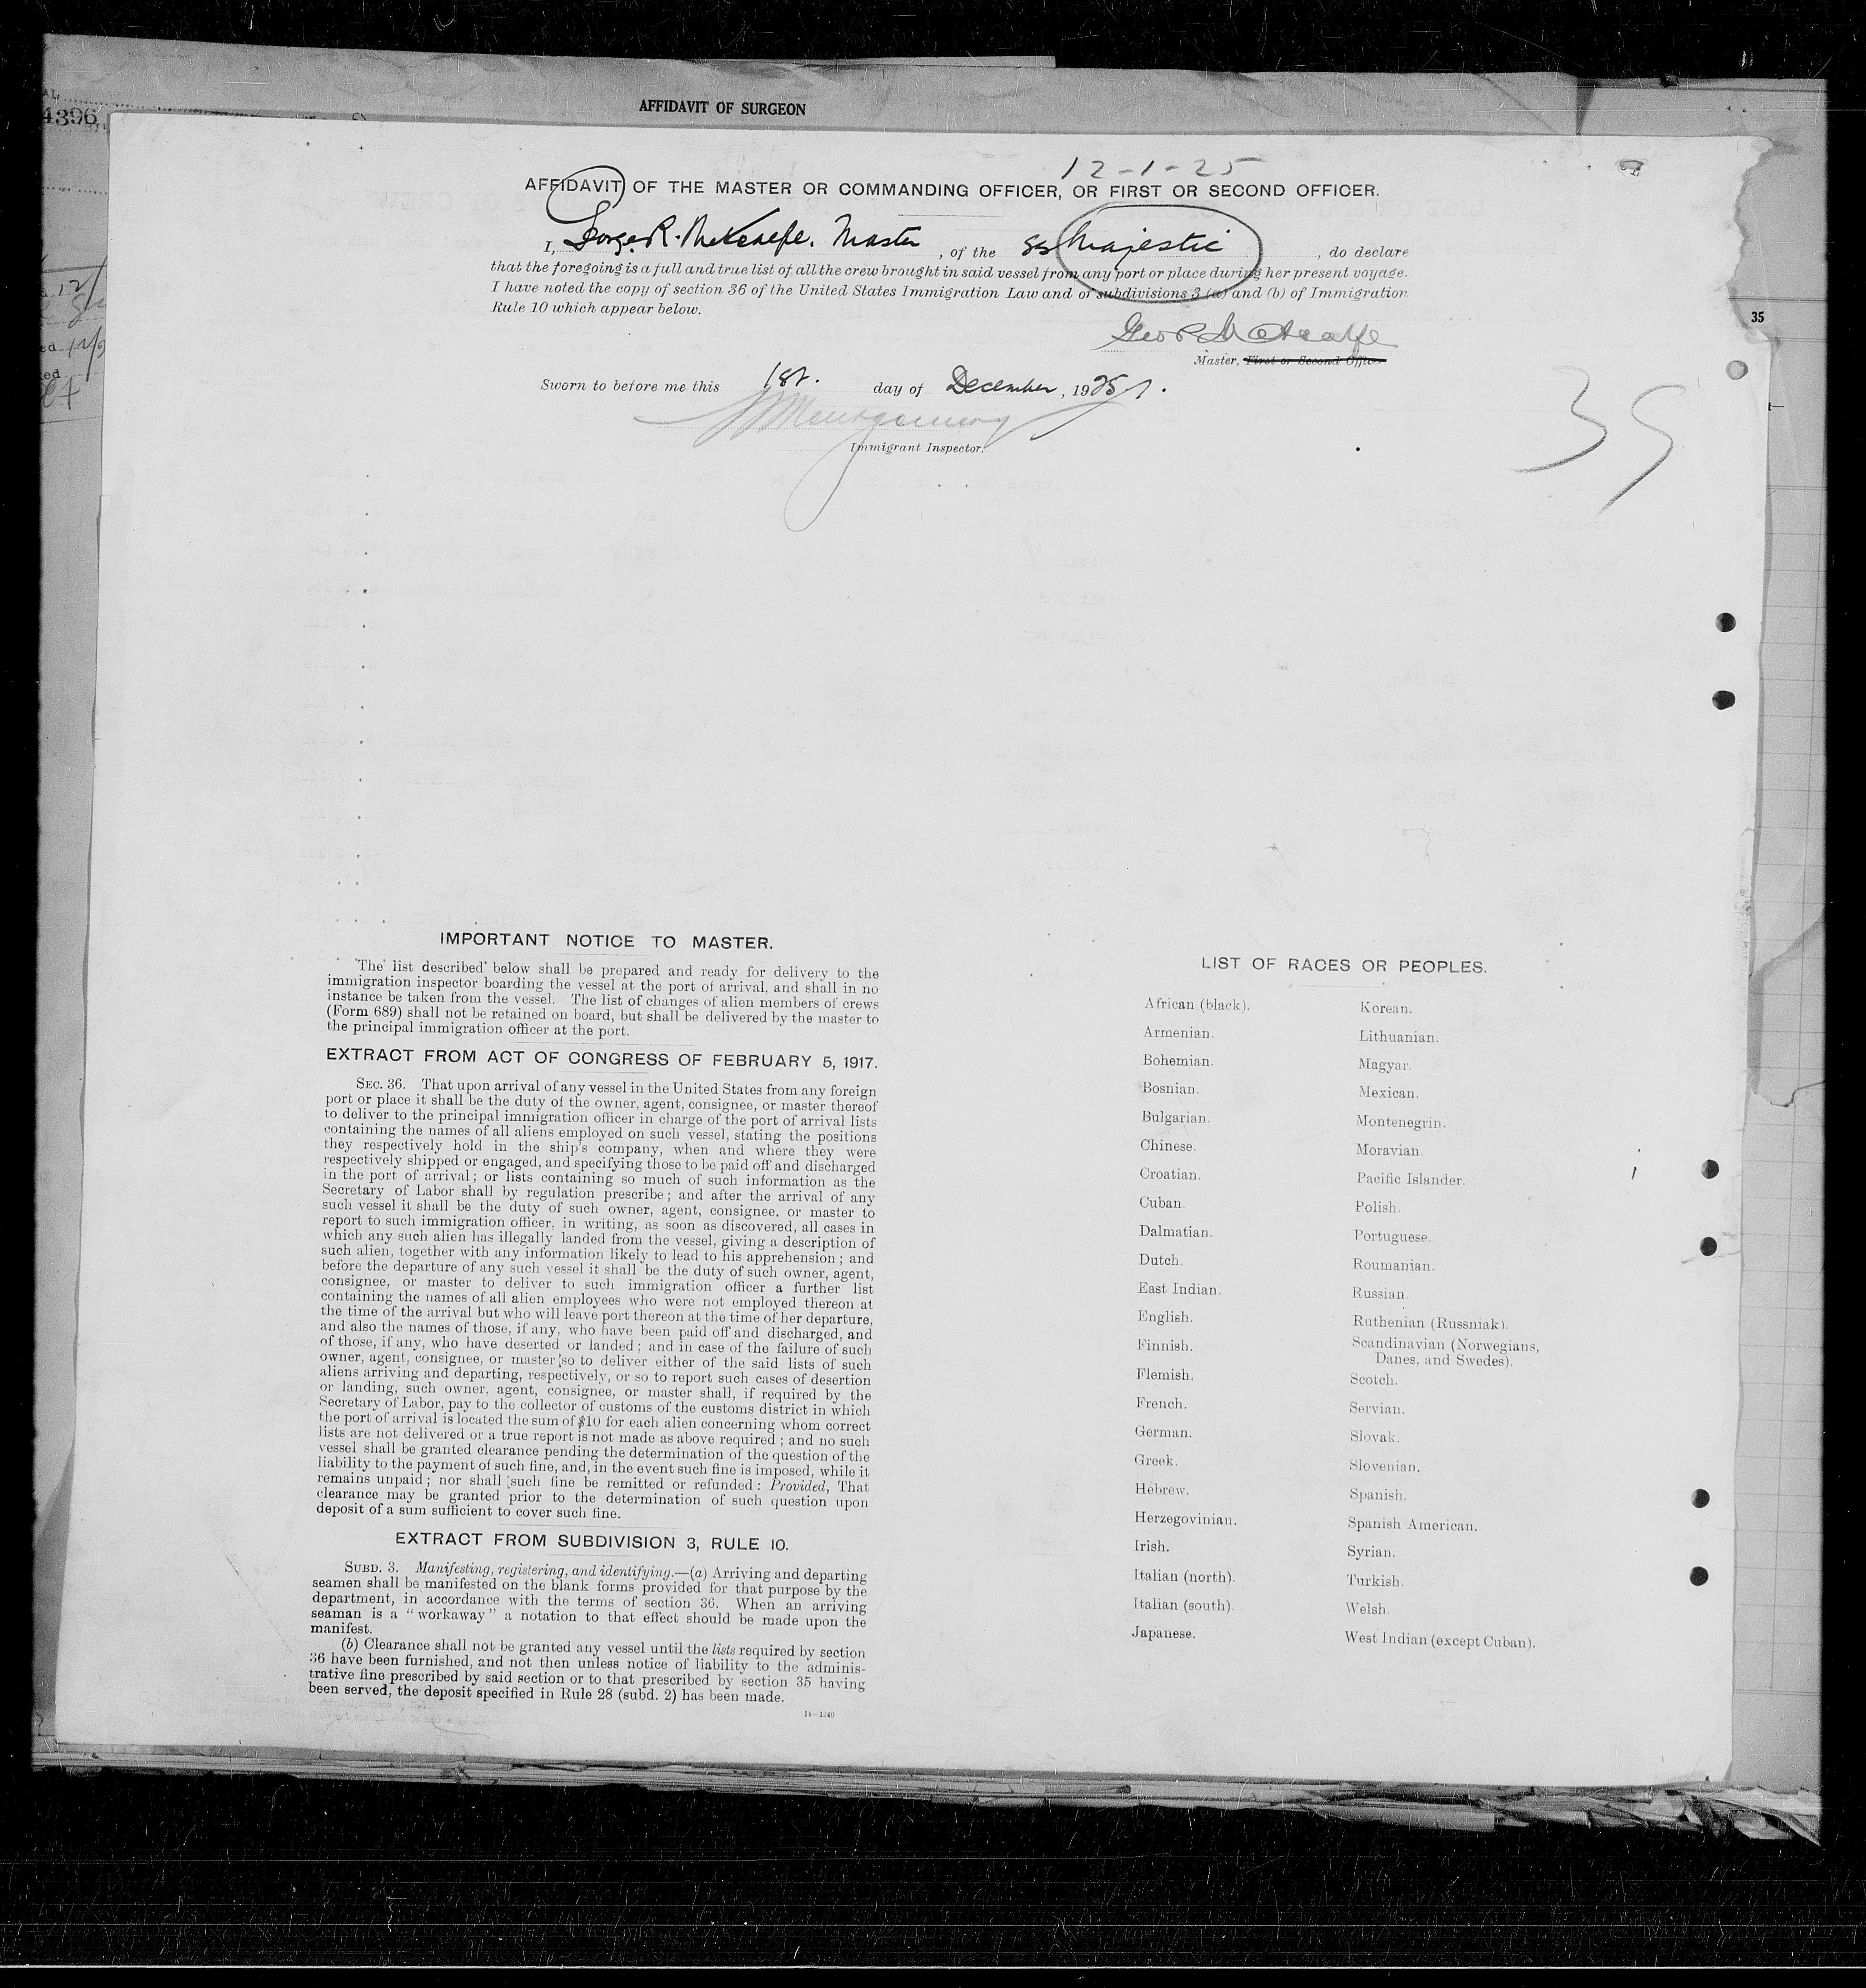 AFFIDAVIT OF SURGEON
4396
12-1-25
AFFIDAVIT OF THE MASTER OR COMMANDING OFFICER, OR FIRST OR SECOND OFFICER.
I, George R. Metcalfe, Master, of the SS Majestic, do declare
that the foregoing is a full and true list of all the crew brought in said vessel from any port or place during her present voyage.
I have noted the copy of section 36 of the United States Immigration Law and of subdivisions 3 (a) and (b) of Immigration
Rule 10 which appear below.
35
Geo R Metcalfe
Master, First or Second Officer.
Sworn to before me this 1st. day of December, 1925.
Montgomery
Immigrant Inspector.
35
IMPORTANT NOTICE TO MASTER.
The list described below shall be prepared and ready for delivery to the
immigration inspector boarding the vessel at the port of arrival, and shall in no
instance be taken from the vessel. The list of changes of alien members of crews
(Form 689) shall not be retained on board, but shall be delivered by the master to
the principal immigration officer at the port.
EXTRACT FROM ACT OF CONGRESS OF FEBRUARY 5, 1917.
SEC. 36. That upon arrival of any vessel in the United States from any foreign
port or place it shall be the duty of the owner, agent, consignee, or master thereof
to deliver to the principal immigration officer in charge of the port of arrival lists
containing the names of all aliens employed on such vessel, stating the positions
they respectively hold in the ship's company, when and where they were
respectively shipped or engaged, and specifying those to be paid off and discharged
in the port of arrival; or lists containing so much of such information as the
Secretary of Labor shall by regulation prescribe; and after the arrival of any
such vessel it shall be the duty of such owner, agent, consignee, or master to
report to such immigration officer, in writing, as soon as discovered, all cases in
which any such alien has illegally landed from the vessel, giving a description of
such alien, together with any information likely to lead to his apprehension; and
before the departure of any such vessel it shall be the duty of such owner, agent,
consignee, or master to deliver to such immigration officer a further list
containing the names of all alien employees who were not employed thereon at
the time of the arrival but who will leave port thereon at the time of her departure,
and also the names of those, if any, who have been paid off and discharged, and
of those, if any, who have deserted or landed; and in case of the failure of such
owner, agent, consignee, or master so to deliver either of the said lists of such
aliens arriving and departing, respectively, or so to report such cases of desertion
or landing, such owner, agent, consignee, or master shall, if required by the
Secretary of Labor, pay to the collector of customs of the customs district in which
the port of arrival is located the sum of $10 for each alien concerning whom correct
lists are not delivered or a true report is not made as above required; and no such
vessel shall be granted clearance pending the determination of the question of the
liability to the payment of such fine, and, in the event such fine is imposed, while it
remains unpaid; nor shall such fine be remitted or refunded: Provided, That
clearance may be granted prior to the determination of such question upon
deposit of a sum sufficient to cover such fine.
EXTRACT FROM SUBDIVISION 3, RULE 10.
SUBD. 3. Manifesting, registering, and identifying.—(a) Arriving and departing
seamen shall be manifested on the blank forms provided for that purpose by the
department, in accordance with the terms of section 36. When an arriving
seaman is a "workaway" a notation to that effect should be made upon the
manifest.
(b) Clearance shall not be granted any vessel until the lists required by section
36 have been furnished, and not then unless notice of liability to the adminis-
trative fine prescribed by said section or to that prescribed by section 35 having
been served, the deposit specified in Rule 28 (subd. 2) has been made.
14—1240
LIST OF RACES OR PEOPLES.
African (black).
Armenian.
Bohemian.
Bosnian.
Bulgarian.
Chinese.
Croatian.
Cuban.
Dalmatian.
Dutch.
East Indian.
English.
Finnish.
Flemish.
French.
German.
Greek.
Hebrew.
Herzegovinian.
Irish.
Italian (north).
Italian (south).
Japanese.
Korean.
Lithuanian.
Magyar.
Mexican.
Montenegrin.
Moravian.
Pacific Islander.
Polish.
Portuguese.
Roumanian.
Russian.
Ruthenian (Russniak).
Scandinavian (Norwegians,
Danes, and Swedes).
Scotch.
Servian.
Slovak.
Slovenian.
Spanish.
Spanish American.
Syrian.
Turkish.
Welsh.
West Indian (except Cuban).